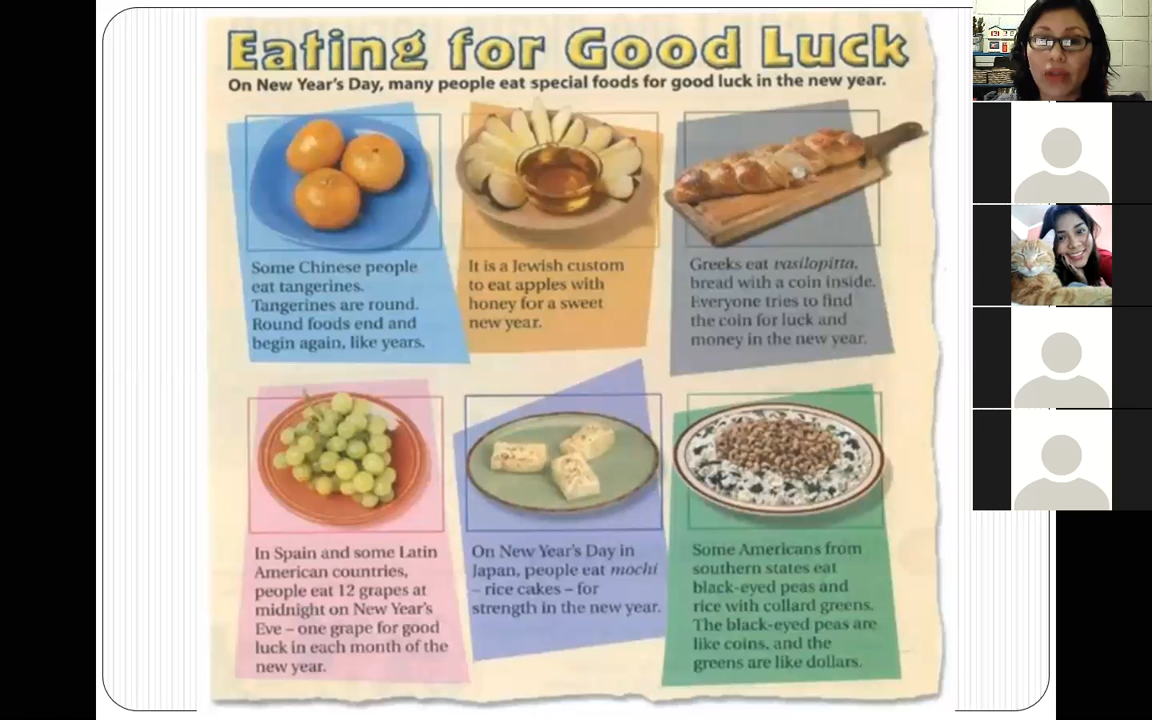 Eating for Good Luck
On New Year's Day, many people eat special foods for good luck in the new year.
Some Chinese people
eat tangerines.
Tangerines are round.
Round foods end and
begin again, like years.
It is a Jewish custom
to eat apples with
honey for a sweet
new year.
Greeks eat vasilopitta,
bread with a coin inside.
Everyone tries to find
the coin for luck and
money in the new year.
In Spain and some Latin
American countries,
people eat 12 grapes at
midnight on New Year's
Eve – one grape for good
luck in each month of the
new year.
On New Year's Day in
Japan, people eat mochi
– rice cakes – for
strength in the new year.
Some Americans from
southern states eat
black-eyed peas and
rice with collard greens.
The black-eyed peas are
like coins, and the
greens are like dollars.